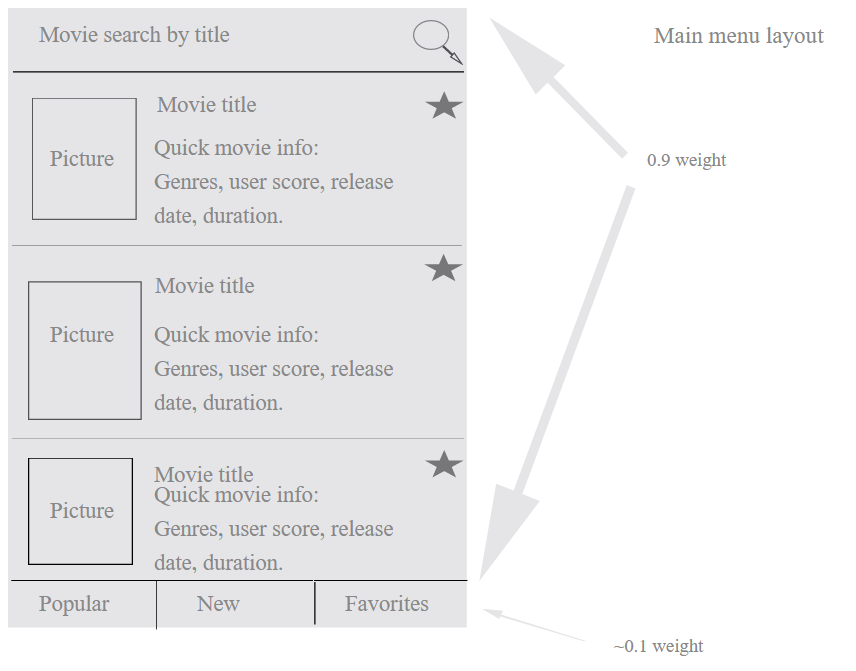 Movie search by title
Main menu layout
Movie title
Picture
Quick movie info:
Genres, user score, release
date, duration.
0.9 weight
Movie title
Picture
Quick movie info:
Genres, user score, release
date, duration.
Movie title
Picture
Quick movie info:
Genres, user score, release
date, duration.
Popular
New
Favorites
~0.1 weight